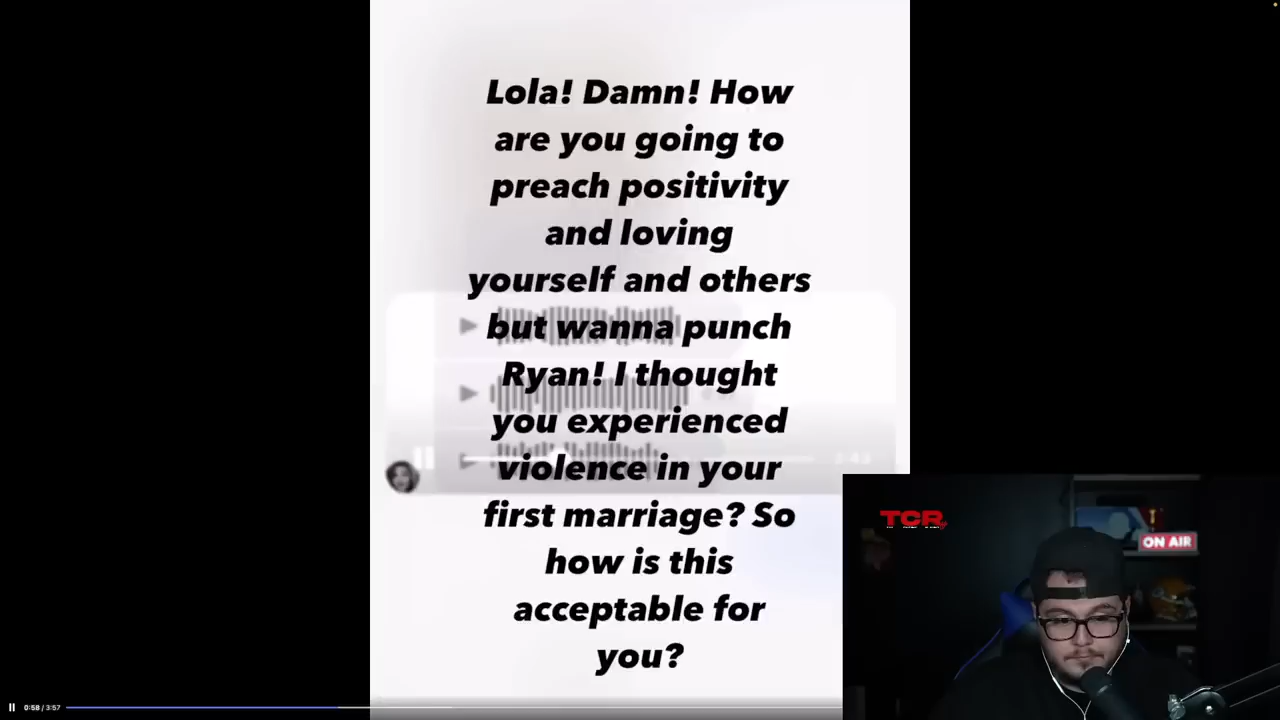 Lola! Damn! How
are you going to
preach positivity
and loving
yourself and others
but wanna punch
Ryan! I thought
you experienced
violence in your
first marriage? So
how is this
acceptable for
you?
TCR
ON AIR
0:58 / 3:57